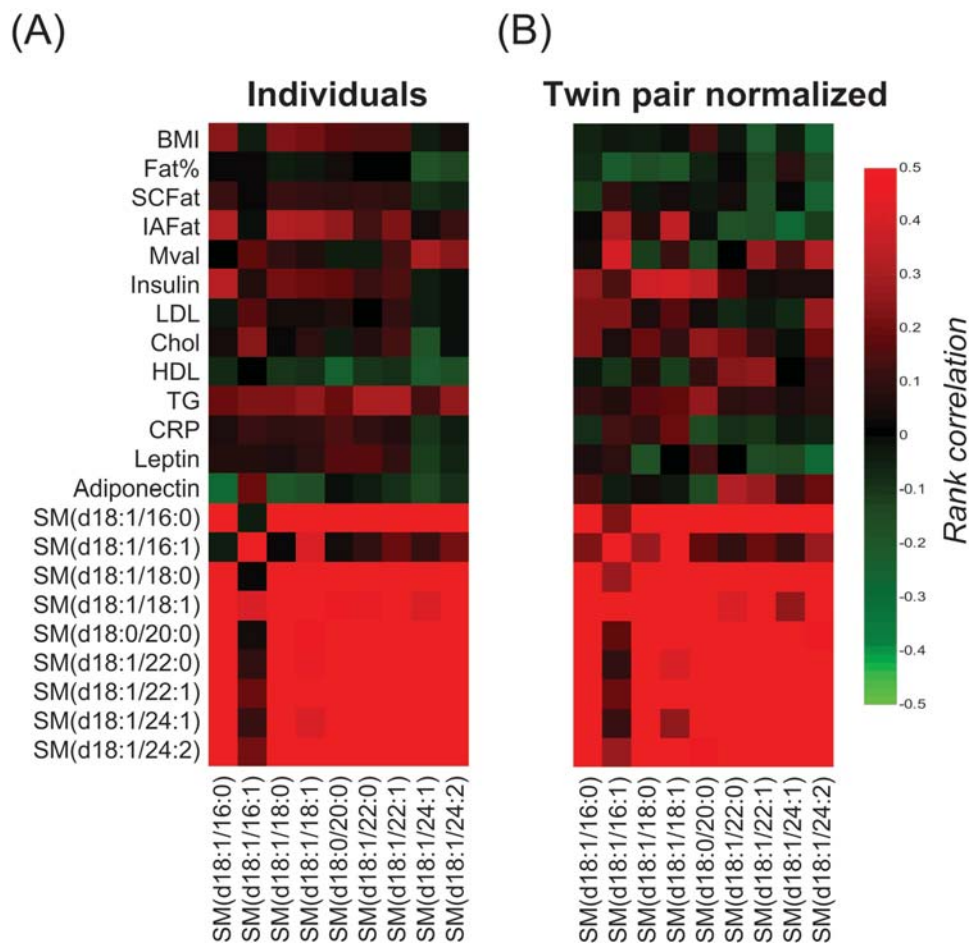 (A)
(B)
Individuals
Twin pair normalized
BMI
Fat%
SCFat
IAFat
Mval
Insulin
LDL
Chol
HDL
TG
CRP
Leptin
Adiponectin
SM(d18:1/16:0)
SM(d18:1/16:1)
SM(d18:1/18:0)
SM(d18:1/18:1)
SM(d18:0/20:0)
SM(d18:1/22:0)
SM(d18:1/22:1)
SM(d18:1/24:1)
SM(d18:1/24:2)
SM(d18:1/16:0)
SM(d18:1/16:1)
SM(d18:1/18:0)
SM(d18:1/18:1)
SM(d18:0/20:0)
SM(d18:1/22:0)
SM(d18:1/22:1)
SM(d18:1/24:1)
SM(d18:1/24:2)
SM(d18:1/16:0)
SM(d18:1/16:1)
SM(d18:1/18:0)
SM(d18:1/18:1)
SM(d18:0/20:0)
SM(d18:1/22:0)
SM(d18:1/22:1)
SM(d18:1/24:1)
SM(d18:1/24:2)
0.5
0.4
0.3
0.2
0.1
0
-0.1
-0.2
-0.3
-0.4
-0.5
Rank correlation